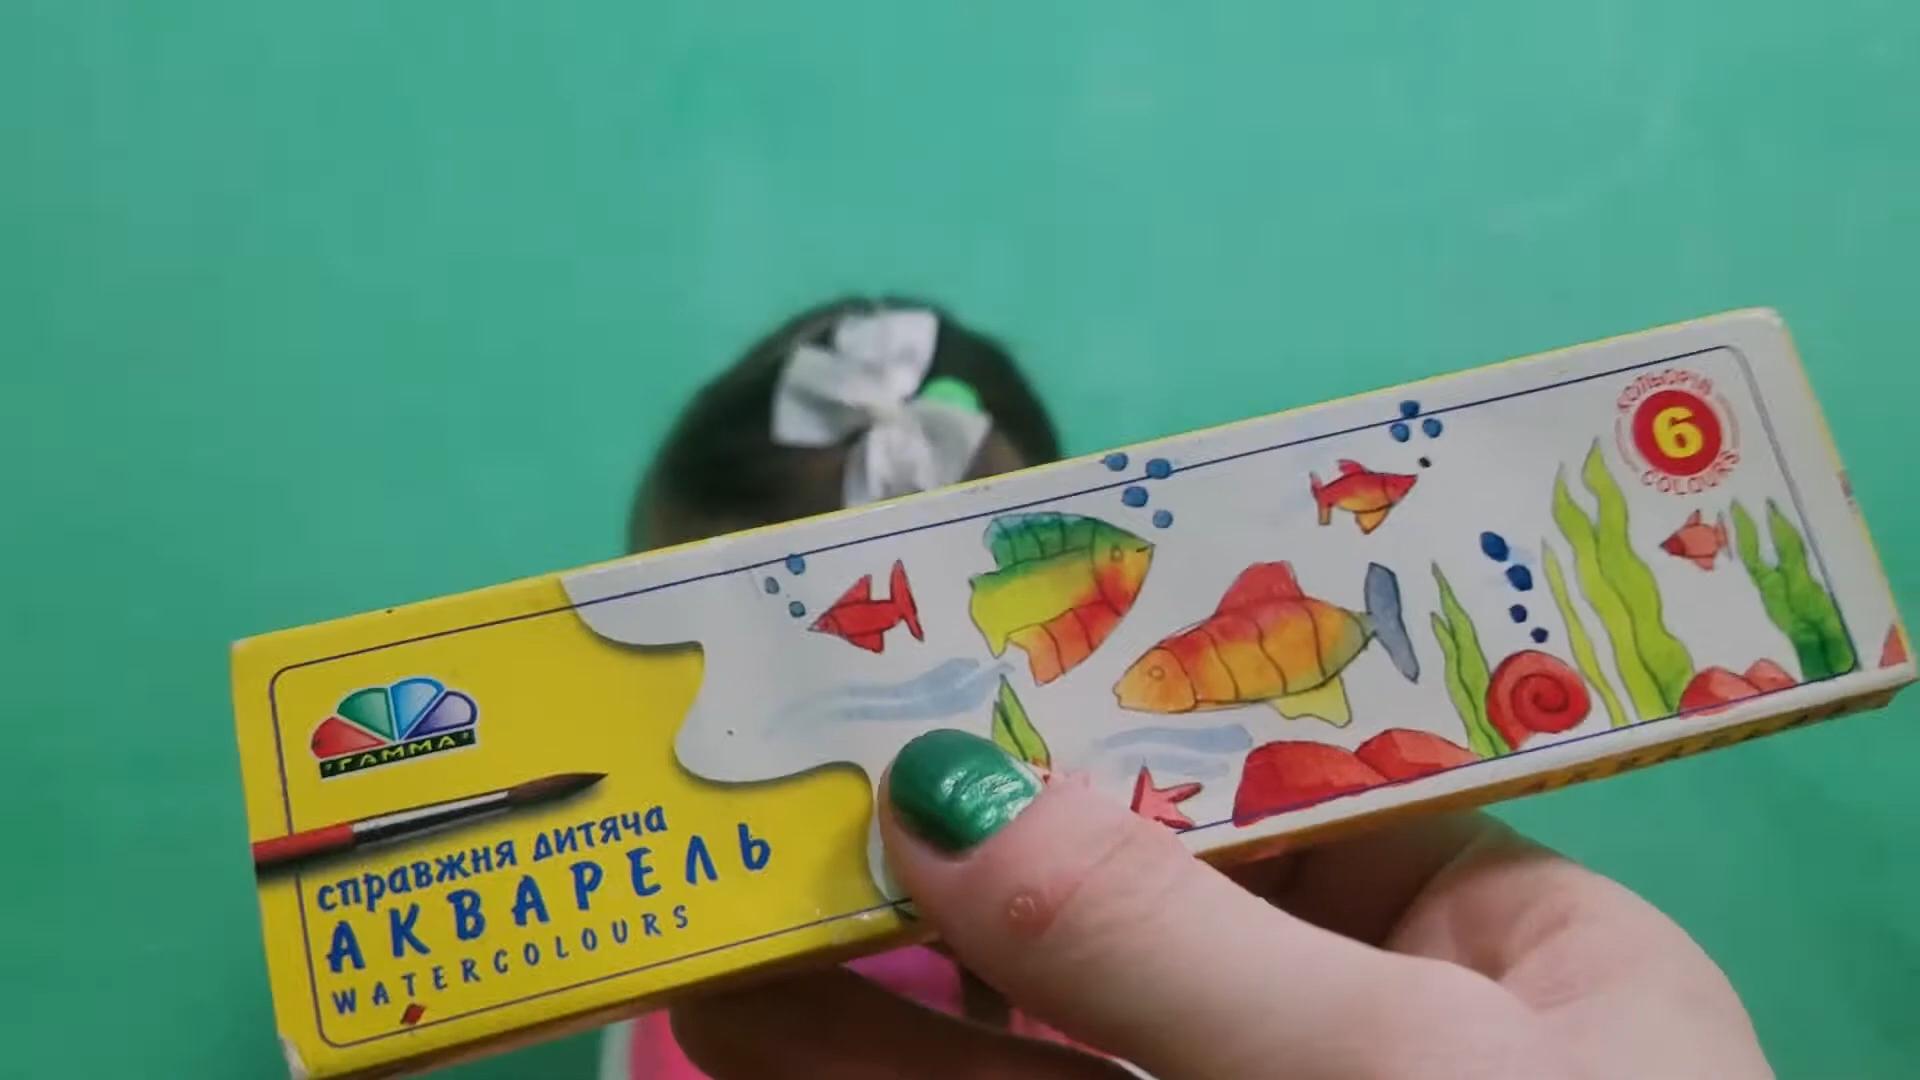 "ГАММА"
справжня дитяча
АКВАРЕЛЬ
WATERCOLOURS
КОЛЬОРІВ
6
COLOURS